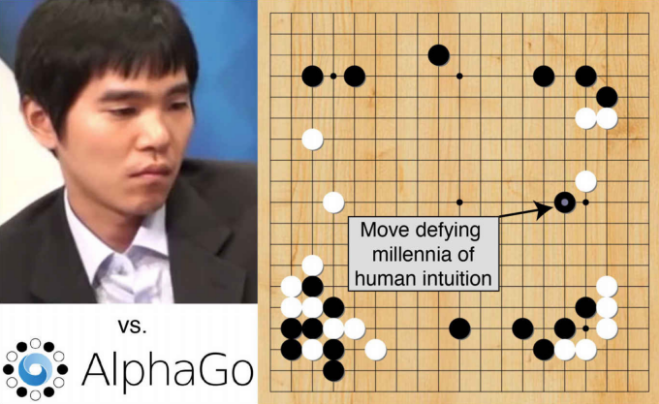 vs.
AlphaGo
Move defying
millennia of
human intuition